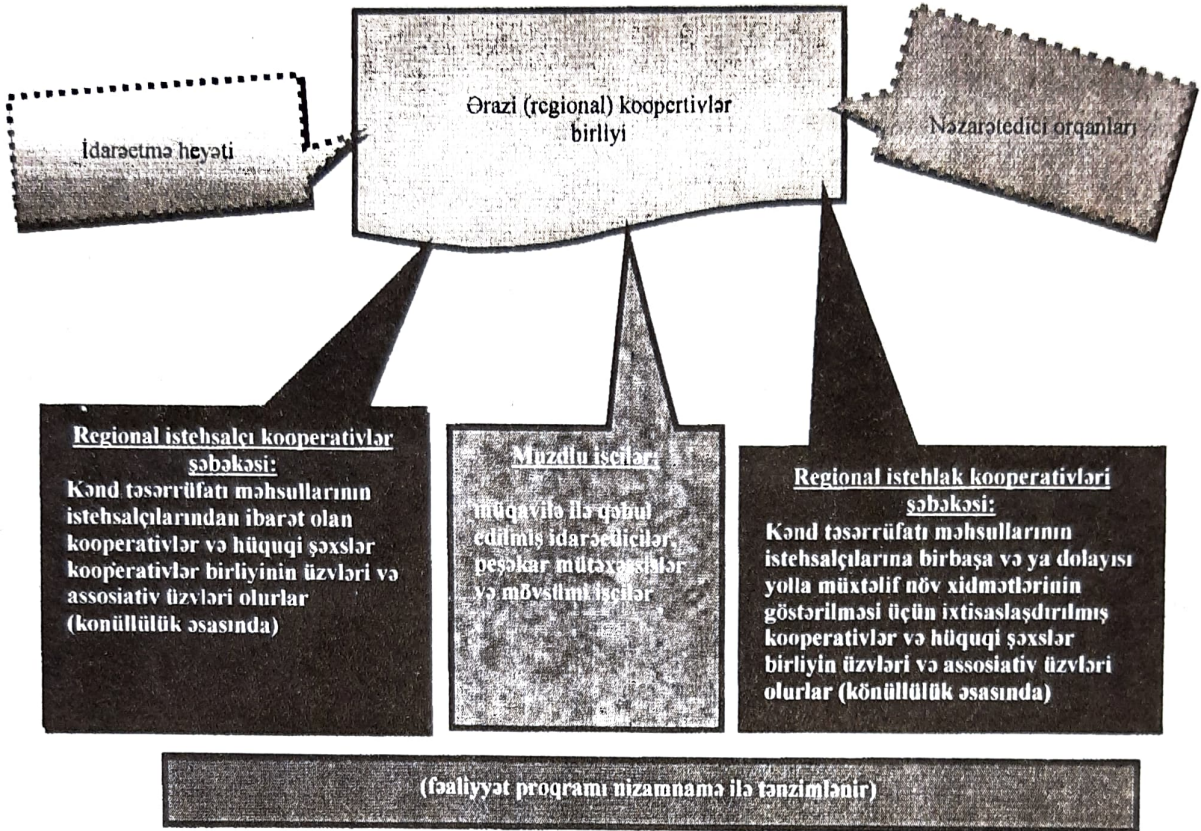 Ərazi (regional) koopertivlər
birliyi
İdarəetmə heyəti
Nəzarətedici orqanları
Regional istehsalçı kooperativlər
şəbəkəsi:
Kənd təsərrüfatı məhsullarının
istehsalçılarından ibarət olan
kooperativlər və hüquqi şəxslər
kooperativlər birliyinin üzvləri və
assosiativ üzvləri olurlar
(konüllülük əsasında)
Muzdlu işçilər:
müqavilə ilə qəbul
edilmiş idarəedicilər,
peşəkar mütəxəssislər
və mövsümi işçilər
Regional istehlak kooperativləri
şəbəkəsi:
Kənd təsərrüfatı məhsullarının
istehsalçılarına birbaşa və ya dolayısı
yolla müxtəlif növ xidmətlərinin
göstərilməsi üçün ixtisaslaşdırılmış
kooperativlər və hüquqi şəxslər
birliyin üzvləri və assosiativ üzvləri
olurlar (könüllülük əsasında)
(fəaliyyət proqramı nizamnamə ilə tənzimlənir)